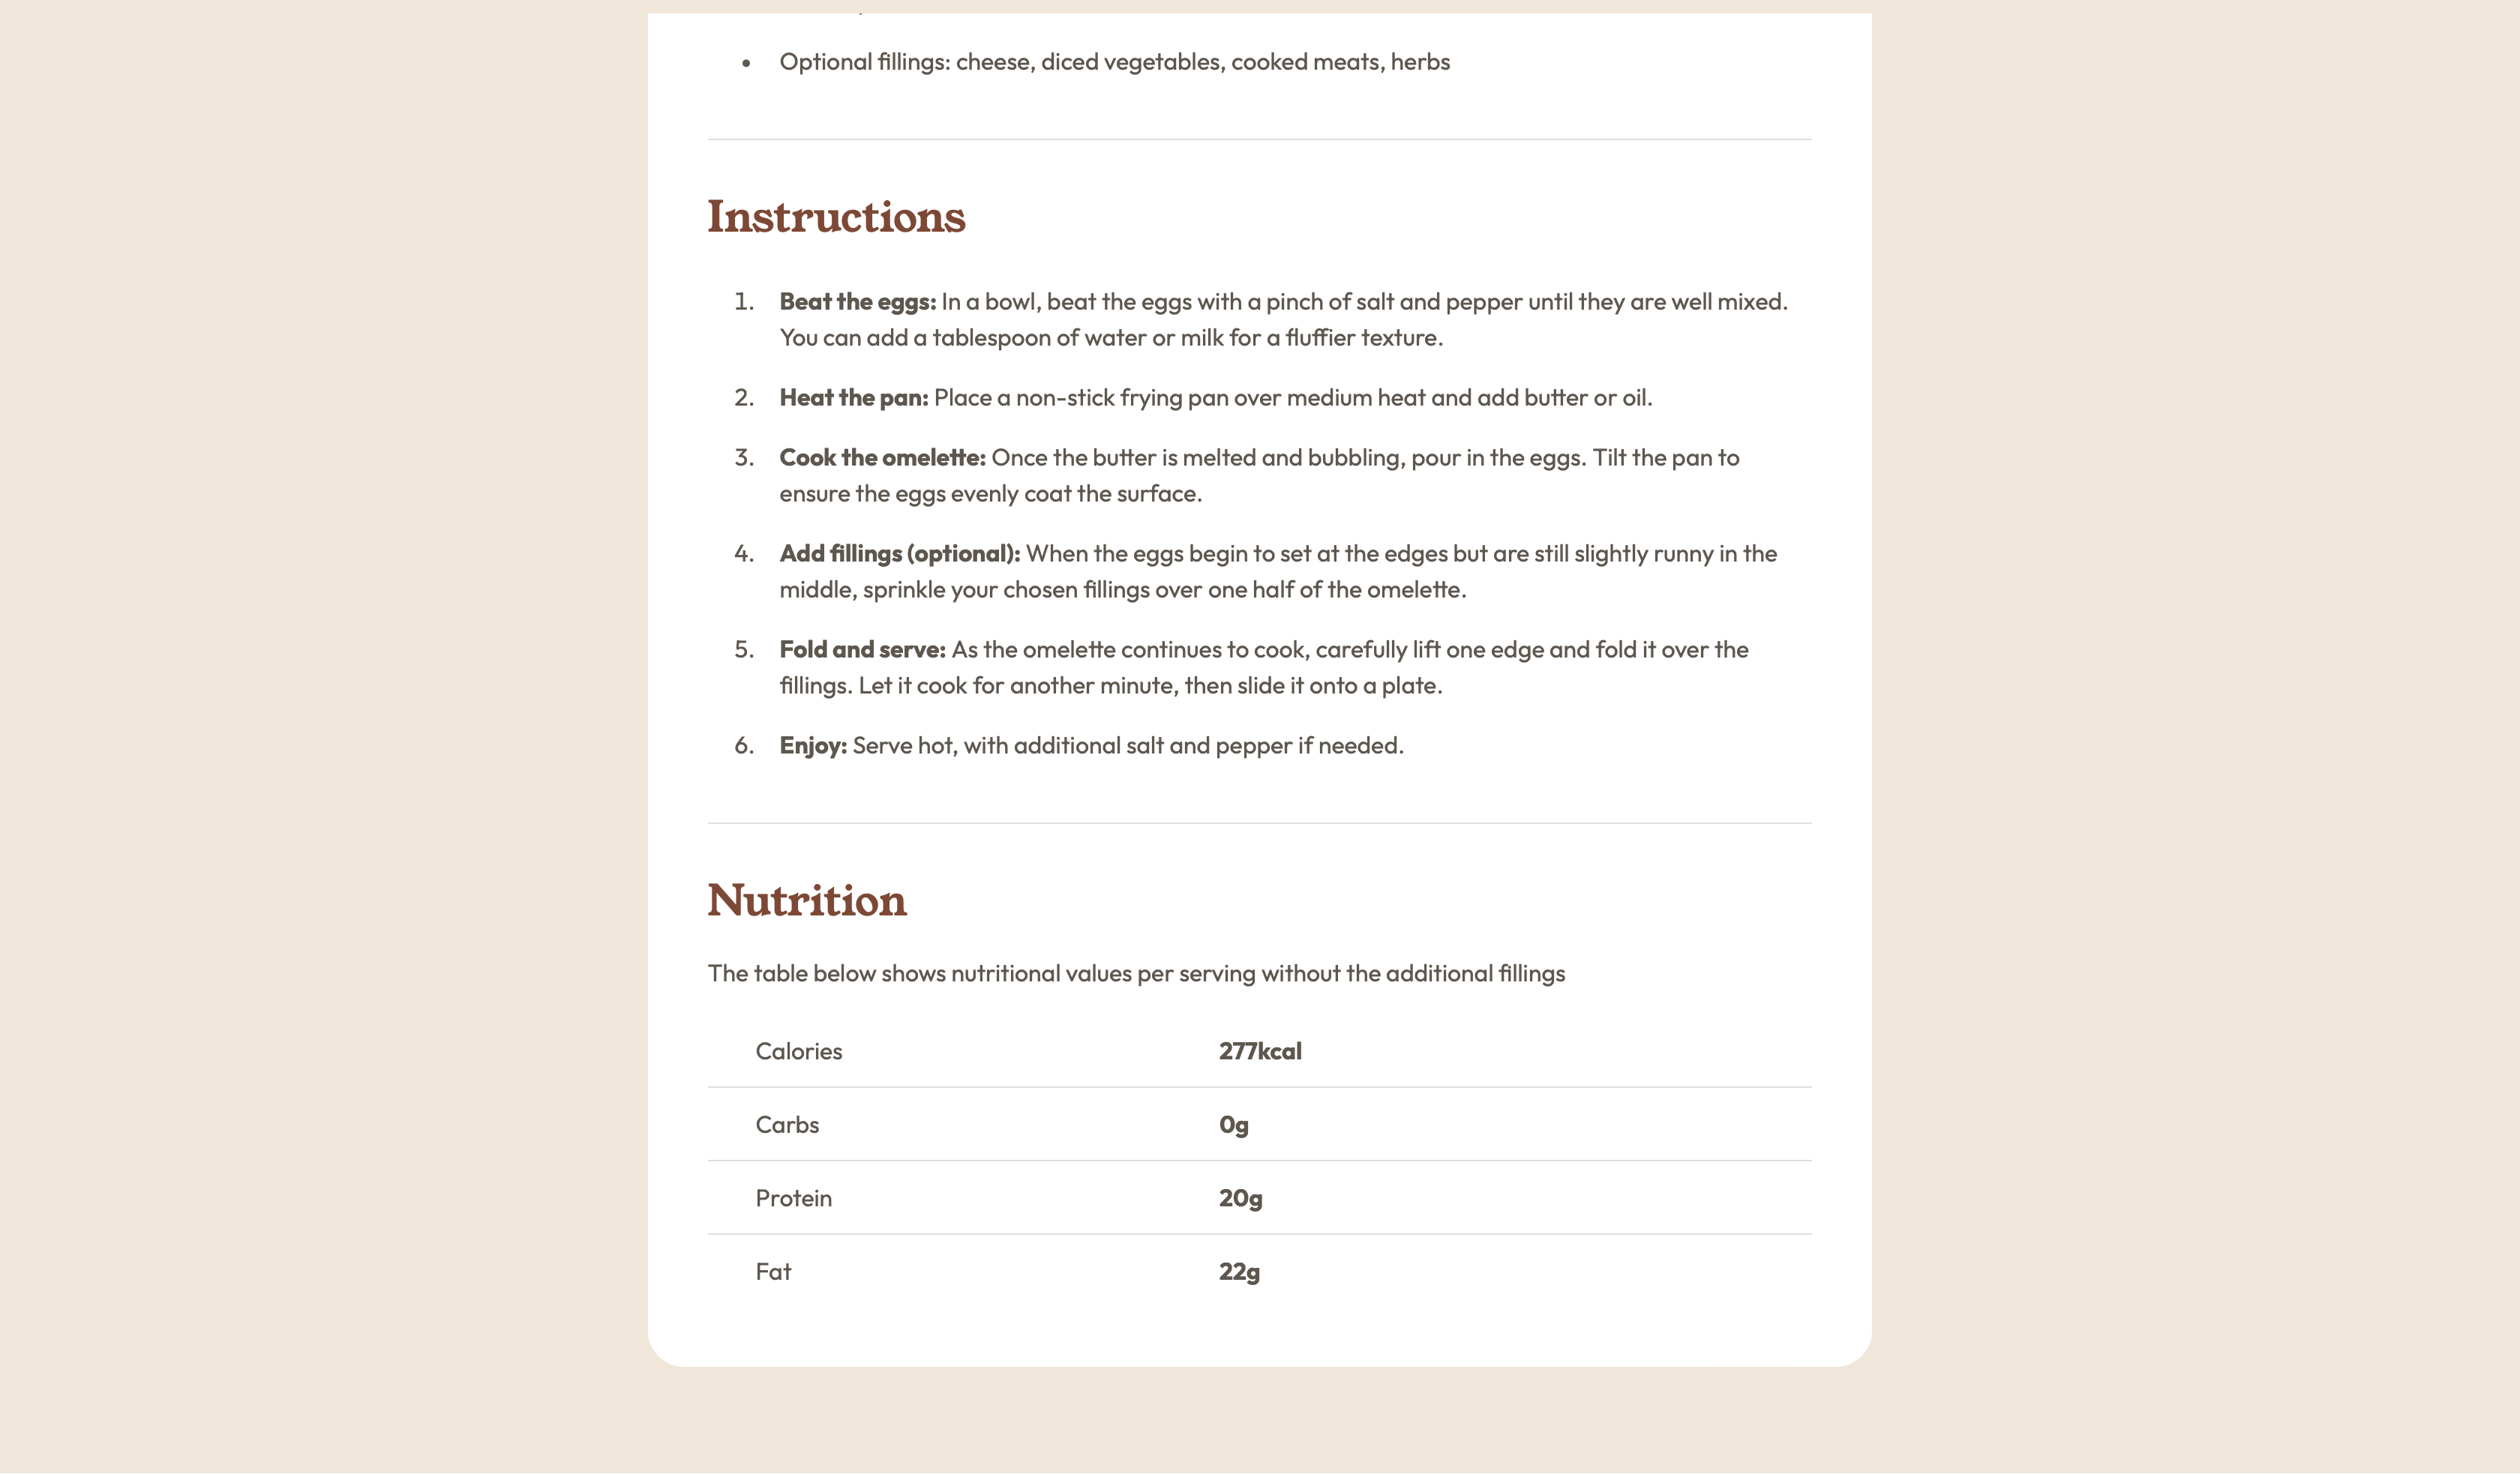 • Optional fillings: cheese, diced vegetables, cooked meats, herbs
Instructions
1. Beat the eggs: In a bowl, beat the eggs with a pinch of salt and pepper until they are well mixed.
You can add a tablespoon of water or milk for a fluffier texture.
2. Heat the pan: Place a non-stick frying pan over medium heat and add butter or oil.
3. Cook the omelette: Once the butter is melted and bubbling, pour in the eggs. Tilt the pan to
ensure the eggs evenly coat the surface.
4. Add fillings (optional): When the eggs begin to set at the edges but are still slightly runny in the
middle, sprinkle your chosen fillings over one half of the omelette.
5. Fold and serve: As the omelette continues to cook, carefully lift one edge and fold it over the
fillings. Let it cook for another minute, then slide it onto a plate.
6. Enjoy: Serve hot, with additional salt and pepper if needed.
Nutrition
The table below shows nutritional values per serving without the additional fillings
Calories 277kcal
Carbs 0g
Protein 20g
Fat 22g